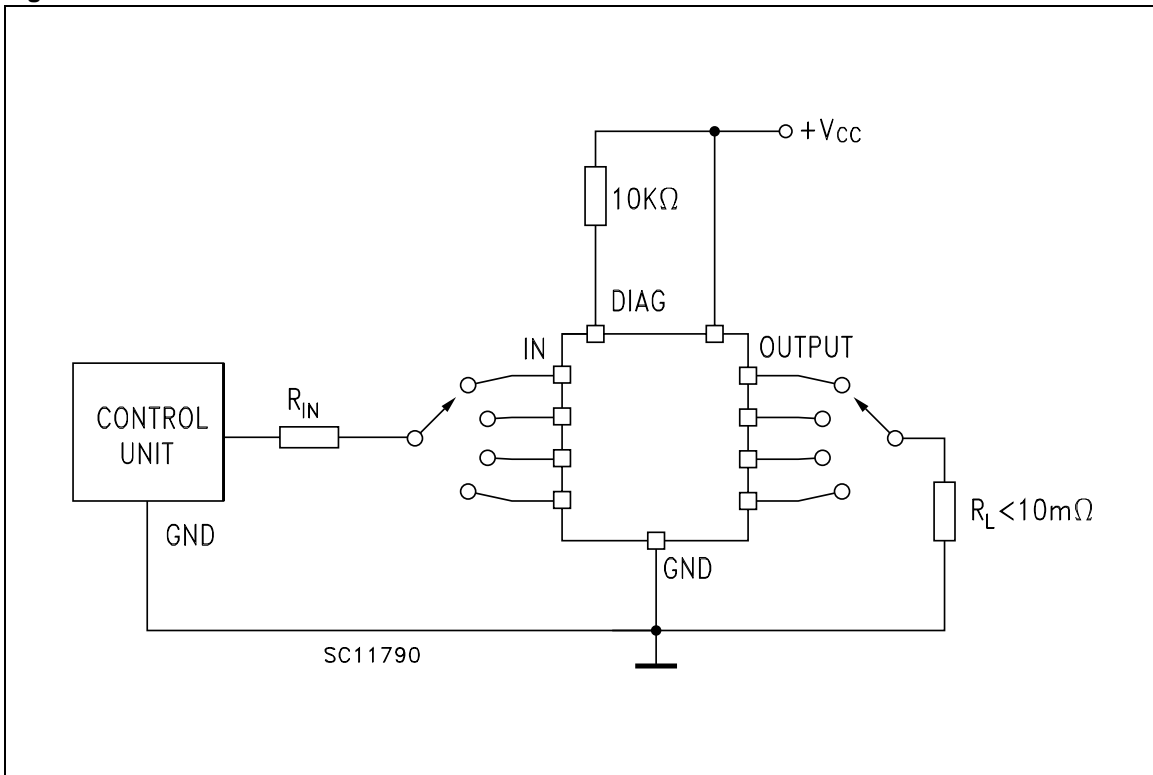 +VCC
10KΩ
DIAG
IN
OUTPUT
RIN
CONTROL
UNIT
RL<10mΩ
GND
GND
SC11790